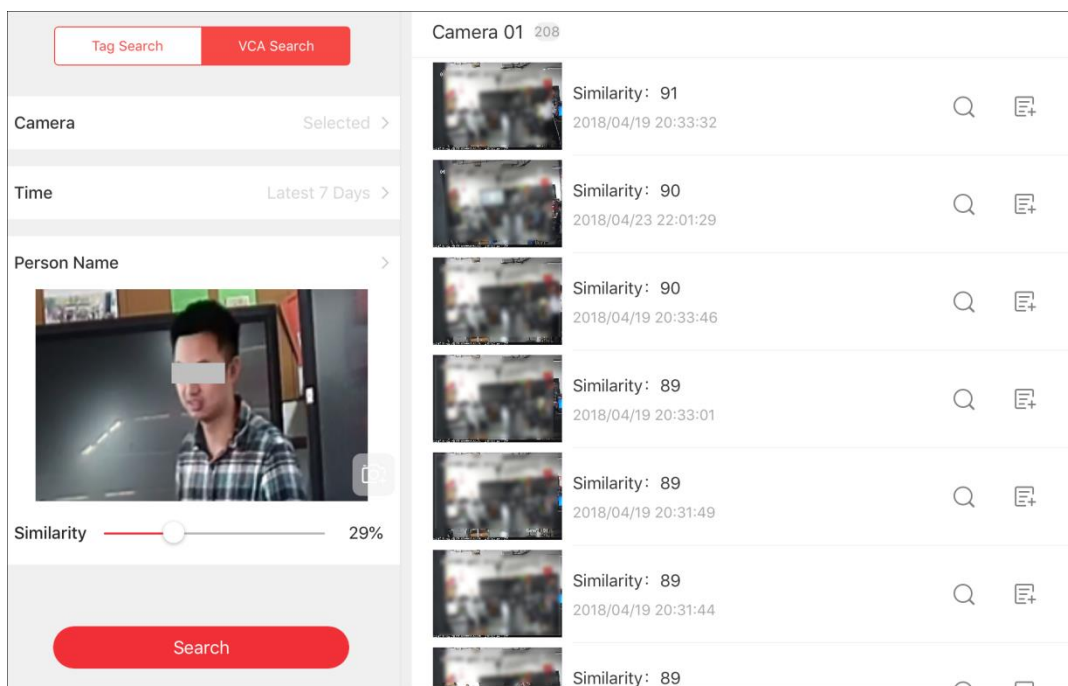 Tag Search
VCA Search
Camera
Selected
Time
Latest 7 Days
Person Name
Similarity
29%
Search
Camera 01 208
Similarity: 91
2018/04/19 20:33:32
Similarity: 90
2018/04/23 22:01:29
Similarity: 90
2018/04/19 20:33:46
Similarity: 89
2018/04/19 20:33:01
Similarity: 89
2018/04/19 20:31:49
Similarity: 89
2018/04/19 20:31:44
Similarity: 89